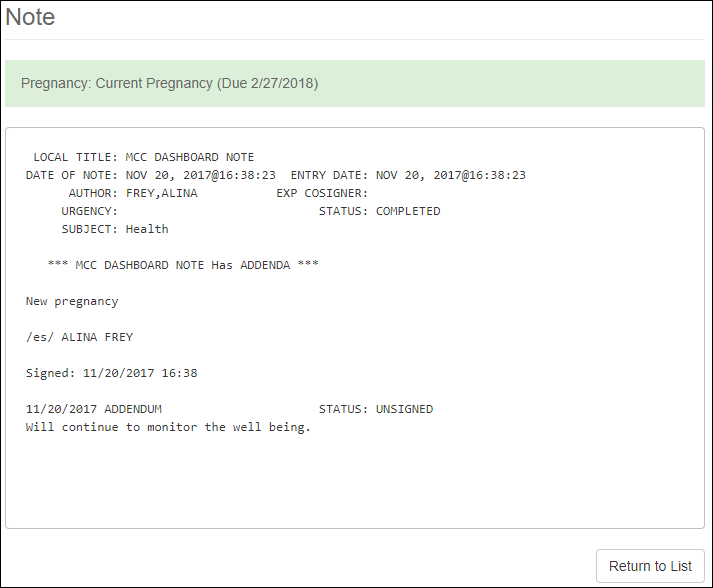 Note
Pregnancy: Current Pregnancy (Due 2/27/2018)
LOCAL TITLE: MCC DASHBOARD NOTE
DATE OF NOTE: NOV 20, 2017@16:38:23 ENTRY DATE: NOV 20, 2017@16:38:23
AUTHOR: FREY,ALINA EXP COSIGNER:
URGENCY: STATUS: COMPLETED
SUBJECT: Health
*** MCC DASHBOARD NOTE Has ADDENDA ***
New pregnancy
/es/ ALINA FREY
Signed: 11/20/2017 16:38
11/20/2017 ADDENDUM STATUS: UNSIGNED
Will continue to monitor the well being.
Return to List